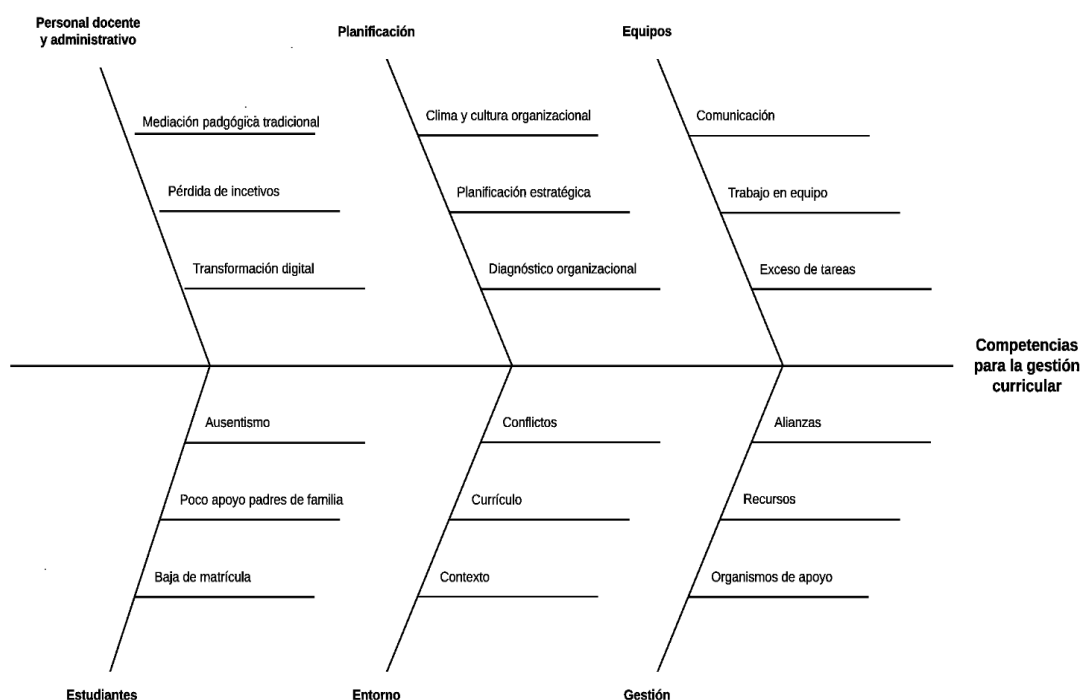 Personal docente
y administrativo
Planificación
Equipos
Mediación padgógica tradicional
Clima y cultura organizacional
Comunicación
Pérdida de incetivos
Planificación estratégica
Trabajo en equipo
Transformación digital
Diagnóstico organizacional
Exceso de tareas
Competencias
para la gestión
curricular
Ausentismo
Conflictos
Alianzas
Poco apoyo padres de familia
Currículo
Recursos
Baja de matrícula
Contexto
Organismos de apoyo
Estudiantes
Entorno
Gestión